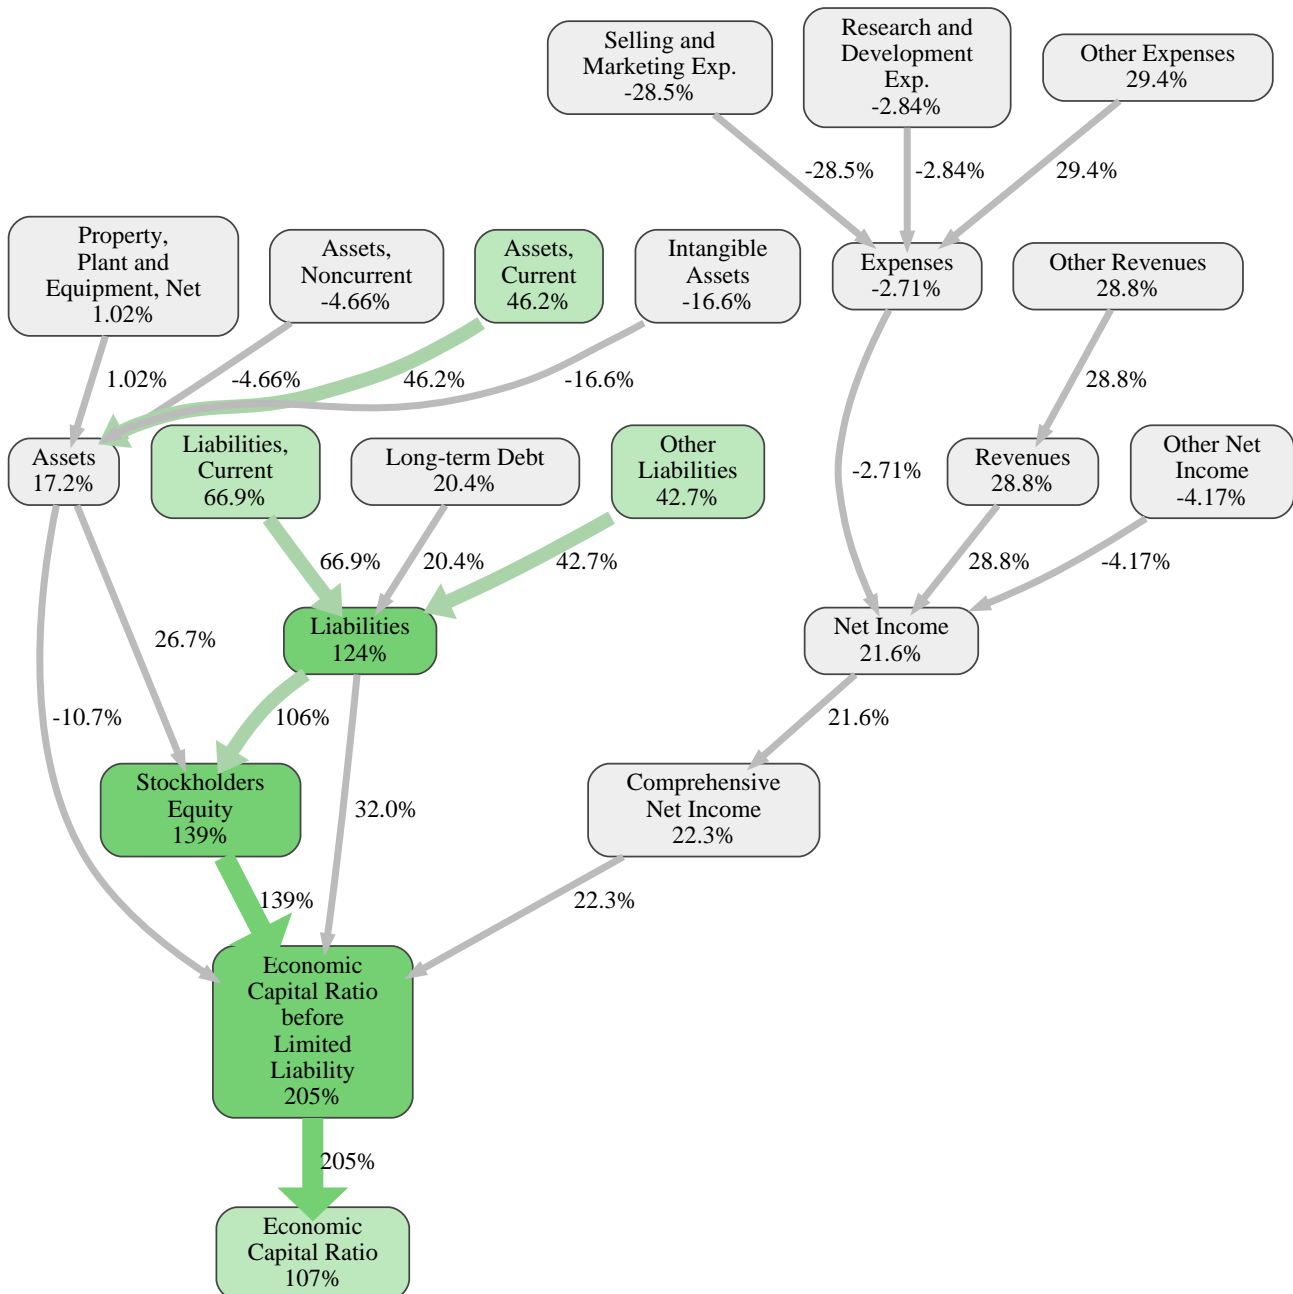 Selling and
Marketing Exp.
-28.5%
Research and
Development
Exp.
-2.84%
Other Expenses
29.4%
-28.5%
-2.84%
29.4%
Property,
Plant and
Equipment, Net
1.02%
Assets,
Noncurrent
-4.66%
Assets,
Current
46.2%
Intangible
Assets
-16.6%
Expenses
-2.71%
Other Revenues
28.8%
1.02%
-4.66%
46.2%
-16.6%
28.8%
Assets
17.2%
Liabilities,
Current
66.9%
Long-term Debt
20.4%
Other
Liabilities
42.7%
-2.71%
Revenues
28.8%
Other Net
Income
-4.17%
66.9%
20.4%
42.7%
28.8%
-4.17%
26.7%
Liabilities
124%
Net Income
21.6%
-10.7%
106%
21.6%
Stockholders
Equity
139%
32.0%
Comprehensive
Net Income
22.3%
139%
22.3%
Economic
Capital Ratio
before
Limited
Liability
205%
205%
Economic
Capital Ratio
107%